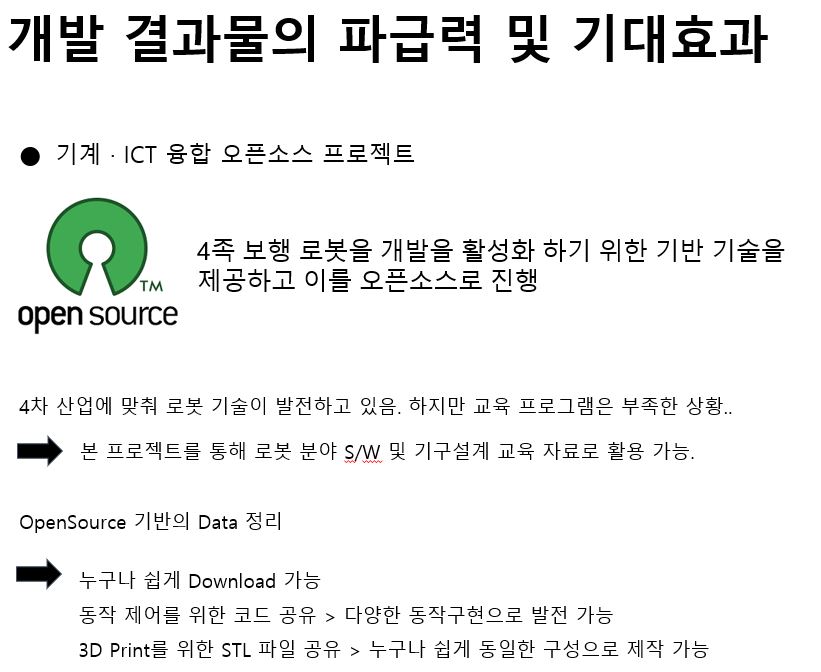 개발 결과물의 파급력 및 기대효과
● 기계 · ICT 융합 오픈소스 프로젝트
4족 보행 로봇을 개발을 활성화 하기 위한 기반 기술을
제공하고 이를 오픈소스로 진행
TM
open source
4차 산업에 맞춰 로봇 기술이 발전하고 있음. 하지만 교육 프로그램은 부족한 상황..
본 프로젝트를 통해 로봇 분야 S/W 및 기구설계 교육 자료로 활용 가능.
OpenSource 기반의 Data 정리
누구나 쉽게 Download 가능
동작 제어를 위한 코드 공유 > 다양한 동작구현으로 발전 가능
3D Print를 위한 STL 파일 공유 > 누구나 쉽게 동일한 구성으로 제작 가능